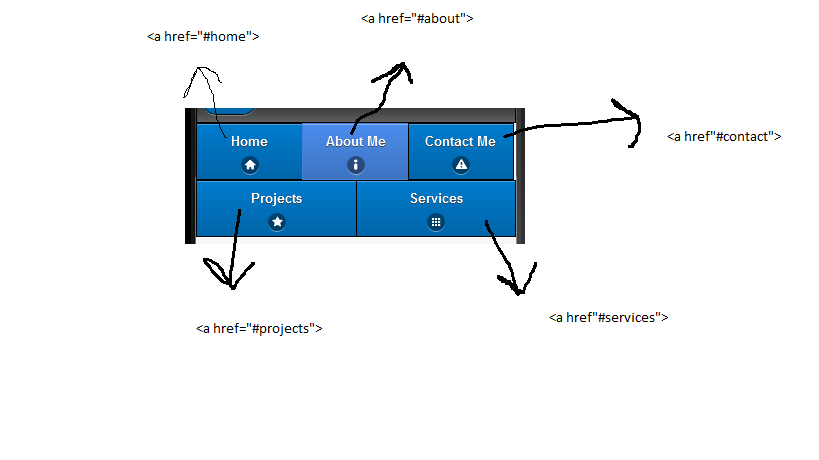 <a href="#about">
<a href="#home">
<a href"#contact">
Home
About Me
Contact Me
Projects
Services
<a href"#services">
<a href="#projects">